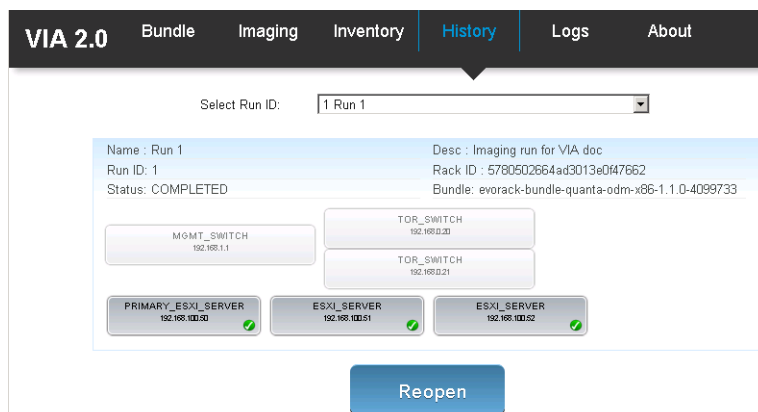 VIA 2.0
Bundle Imaging Inventory History Logs About
Select Run ID: 1 Run 1
Name : Run 1
Desc : Imaging run for VIA doc
Run ID: 1
Rack ID : 5780502664ad3013e0f47662
Status: COMPLETED
Bundle: evorack-bundle-quanta-odm-x86-1.1.0-4099733
MGMT_SWITCH
192.168.1.1
TOR_SWITCH
192.168.0.20
TOR_SWITCH
192.168.0.21
PRIMARY_ESXI_SERVER
192.168.100.50
ESXI_SERVER
192.168.100.51
ESXI_SERVER
192.168.100.52
Reopen